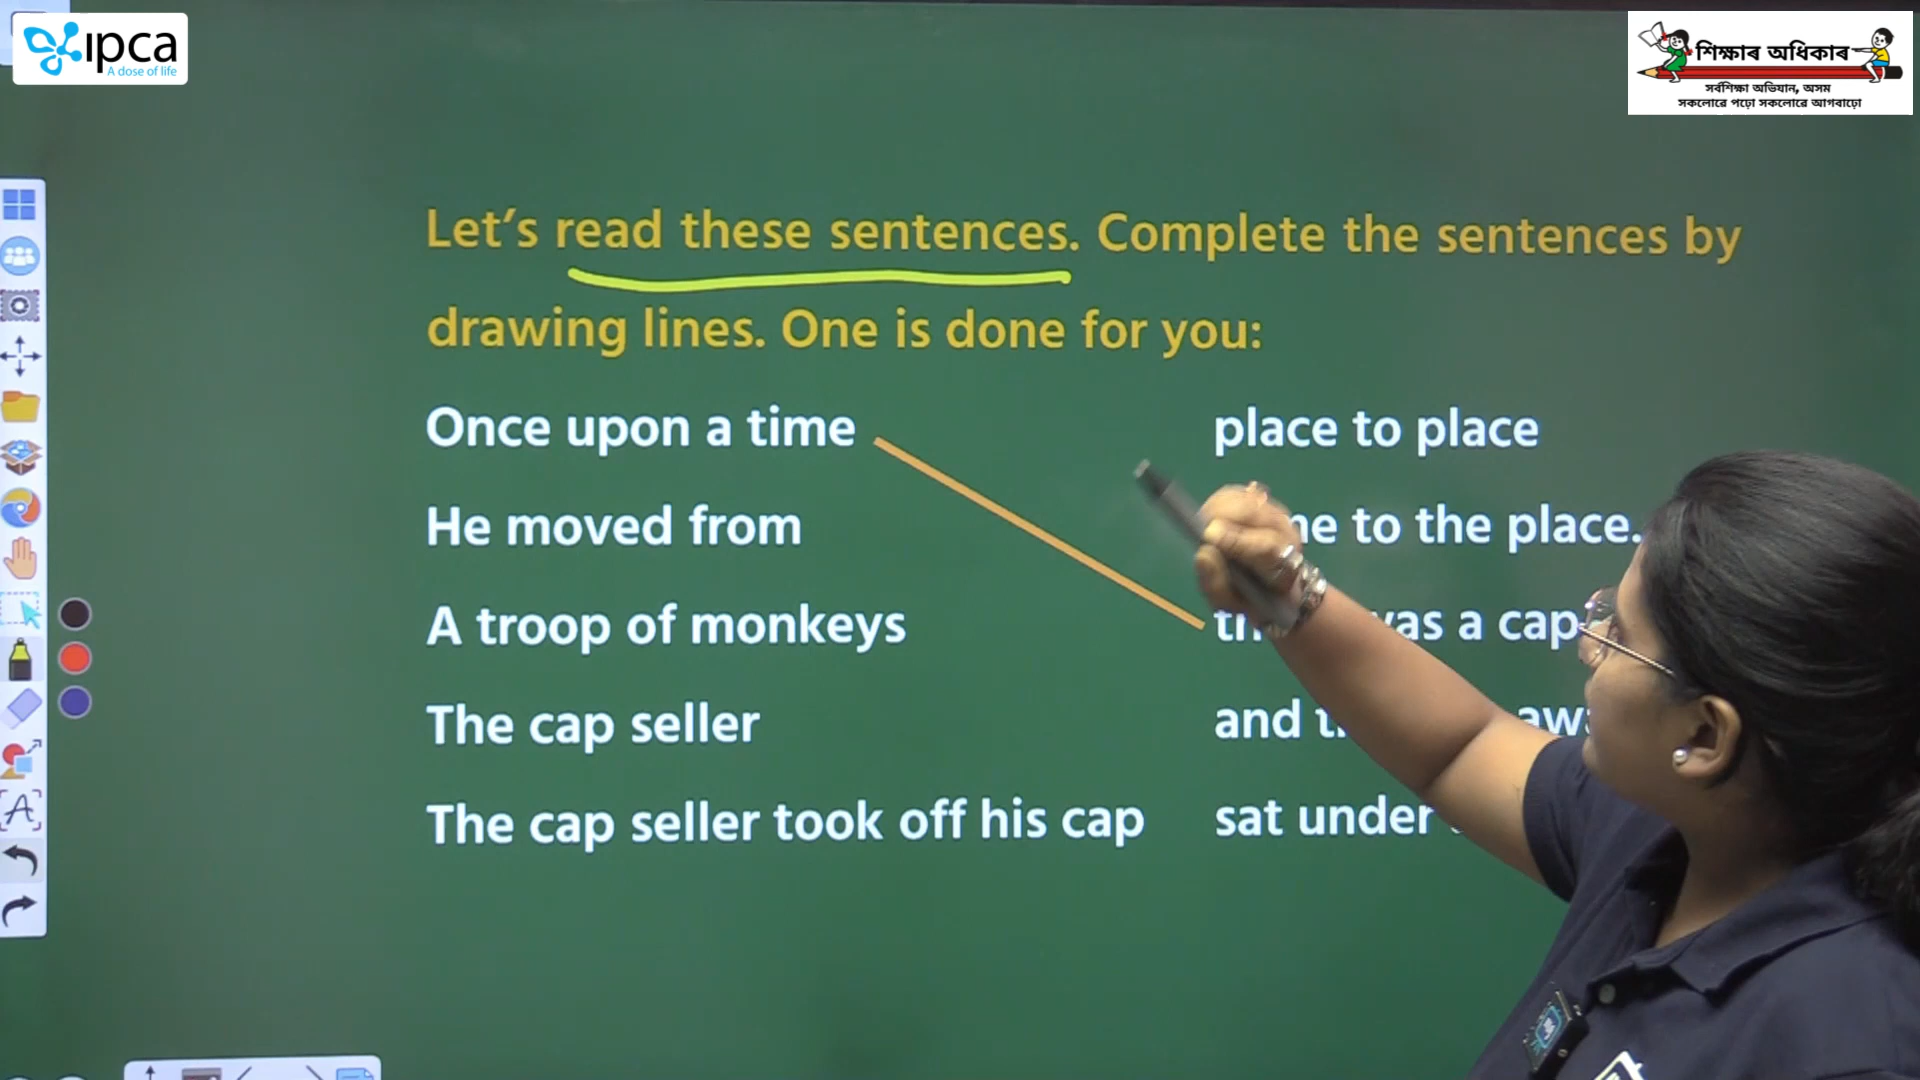 ipca
A dose of life
শিক্ষাৰ অধিকাৰ
সৰ্বশিক্ষা অভিযান, অসম
সকলোৱে পঢ়ো সকলোৱে আগবাঢ়ো
Let's read these sentences. Complete the sentences by
drawing lines. One is done for you:
Once upon a time place to place
He moved from to the place.
A troop of monkeys was a cap
The cap seller and
The cap seller took off his cap sat under